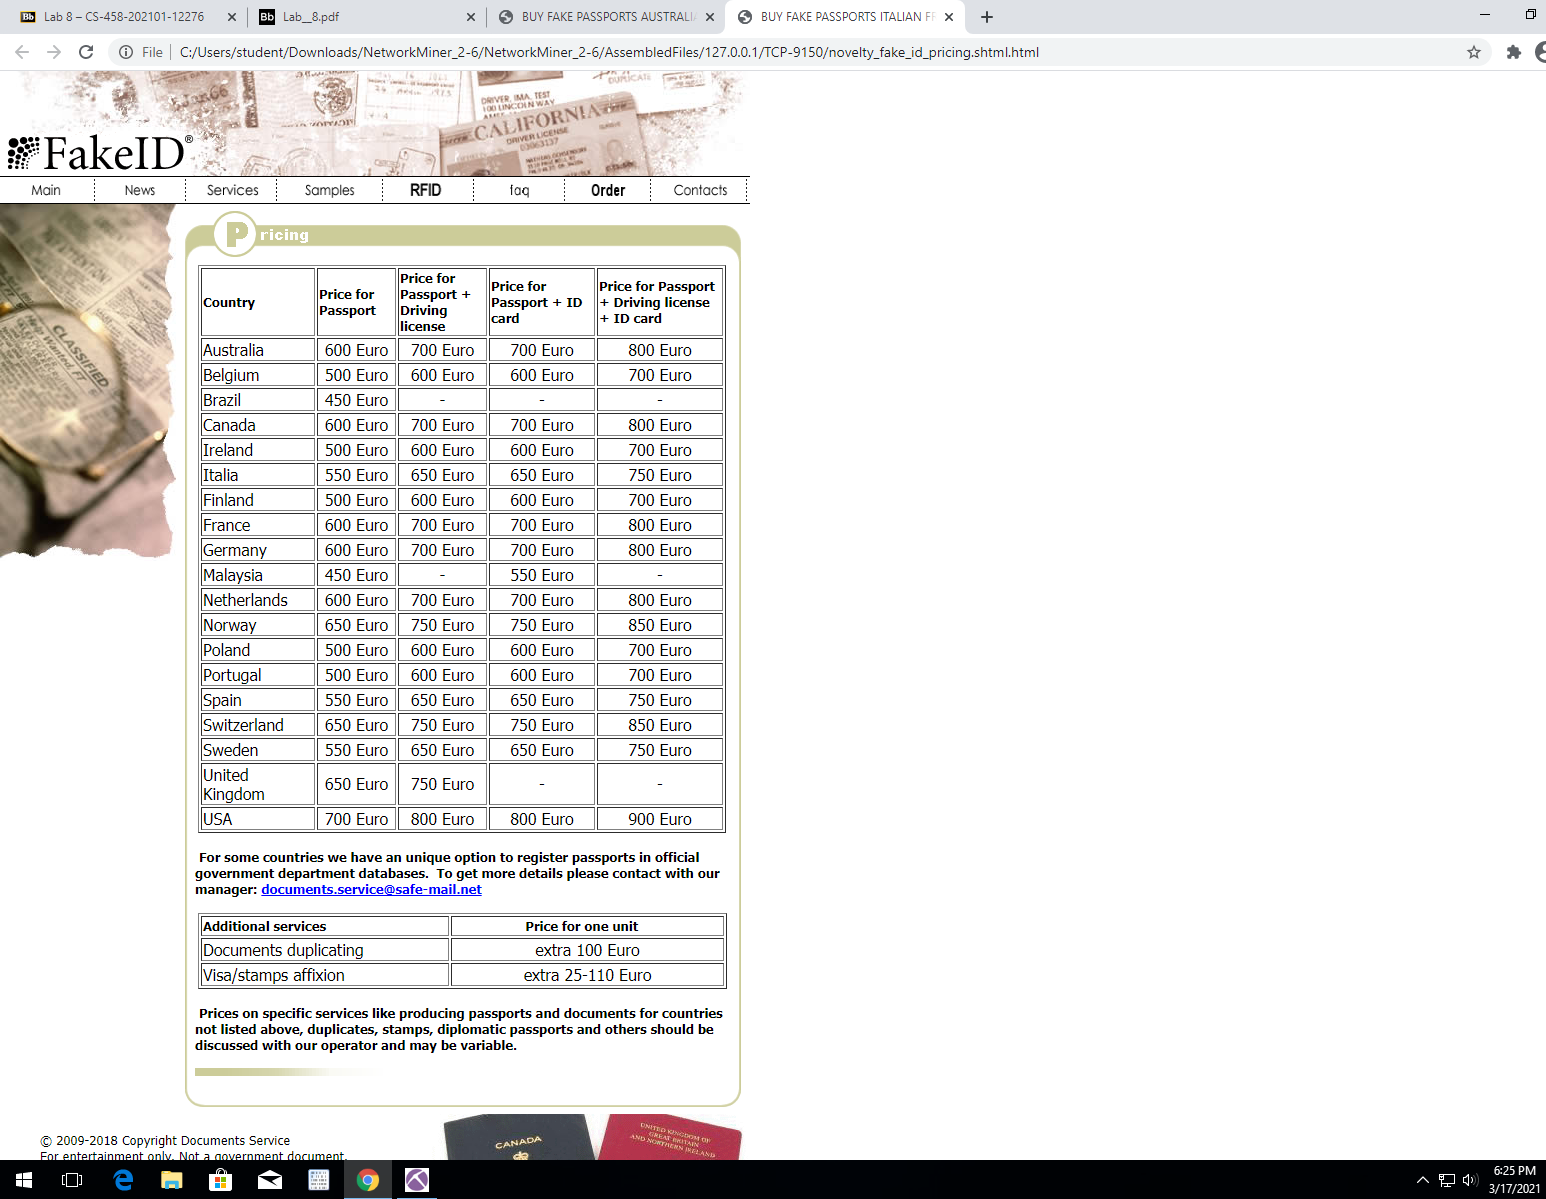 Lab 8 – CS-458-202101-12276
Lab__8.pdf
BUY FAKE PASSPORTS AUSTRALI
BUY FAKE PASSPORTS ITALIAN FR
File C:/Users/student/Downloads/NetworkMiner_2-6/NetworkMiner_2-6/AssembledFiles/127.0.0.1/TCP-9150/novelty_fake_id_pricing.shtml.html
DUPLICATE
DRIVER, IMA, TEST
100 LINCOLN WAY
CALIFORNIA
DRIVER LICENSE
FakeID®
Main News Services Samples RFID faq Order Contacts
CLASSIFIED
Pricing
Country Price for Passport Price for Passport + Driving license Price for Passport + ID card Price for Passport + Driving license + ID card
Australia 600 Euro 700 Euro 700 Euro 800 Euro
Belgium 500 Euro 600 Euro 600 Euro 700 Euro
Brazil 450 Euro - - -
Canada 600 Euro 700 Euro 700 Euro 800 Euro
Ireland 500 Euro 600 Euro 600 Euro 700 Euro
Italia 550 Euro 650 Euro 650 Euro 750 Euro
Finland 500 Euro 600 Euro 600 Euro 700 Euro
France 600 Euro 700 Euro 700 Euro 800 Euro
Germany 600 Euro 700 Euro 700 Euro 800 Euro
Malaysia 450 Euro - 550 Euro -
Netherlands 600 Euro 700 Euro 700 Euro 800 Euro
Norway 650 Euro 750 Euro 750 Euro 850 Euro
Poland 500 Euro 600 Euro 600 Euro 700 Euro
Portugal 500 Euro 600 Euro 600 Euro 700 Euro
Spain 550 Euro 650 Euro 650 Euro 750 Euro
Switzerland 650 Euro 750 Euro 750 Euro 850 Euro
Sweden 550 Euro 650 Euro 650 Euro 750 Euro
United Kingdom 650 Euro 750 Euro - -
USA 700 Euro 800 Euro 800 Euro 900 Euro
For some countries we have an unique option to register passports in official
government department databases. To get more details please contact with our
manager: documents.service@safe-mail.net
Additional services Price for one unit
Documents duplicating extra 100 Euro
Visa/stamps affixion extra 25-110 Euro
Prices on specific services like producing passports and documents for countries
not listed above, duplicates, stamps, diplomatic passports and others should be
discussed with our operator and may be variable.
© 2009-2018 Copyright Documents Service
For entertainment only. Not a government document.
CANADA
UNITED KINGDOM OF
GREAT BRITAIN
AND NORTHERN IRELAND
6:25 PM
3/17/2021